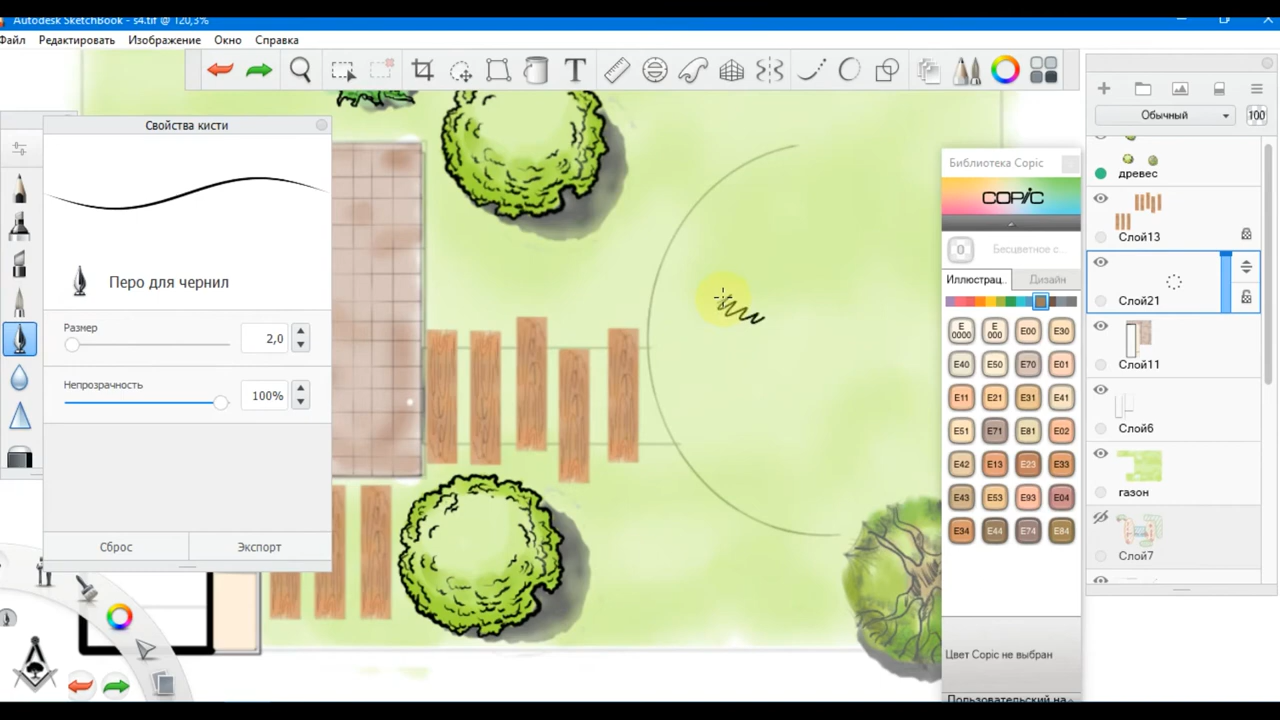 Autodesk SketchBook - s4.tif @ 120,3%
Файл Редактировать Изображение Окно Справка
T
Свойства кисти
Перо для чернил
Размер
2,0
Непрозрачность
100%
Сброс Экспорт
Библиотека Copic
COPIC
0 Бесцветное с...
Иллюстрац.. Дизайн
E0000 E000 E00 E30
E40 E50 E70 E01
E11 E21 E31 E41
E51 E71 E81 E02
E42 E13 E23 E33
E43 E53 E93 E04
E34 E44 E74 E84
Цвет Copic не выбран
Пользовательский на
Обычный 100
древес
Слой13
Слой21
Слой11
Слой6
газон
Слой7